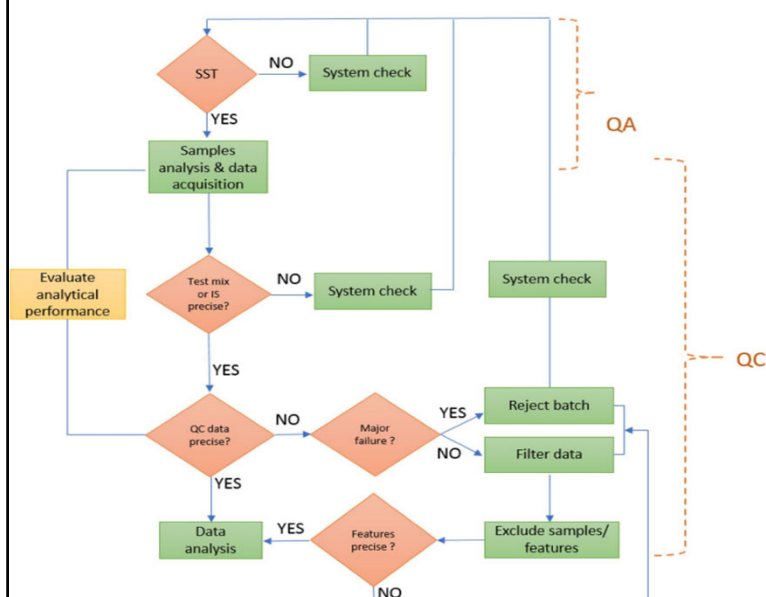 SST
NO
System check
YES
QA
Samples
analysis & data
acquisition
Evaluate
analytical
performance
Test mix
or IS
precise?
NO
System check
System check
YES
QC
QC data
precise?
NO
Major
failure ?
YES
Reject batch
NO
Filter data
YES
Data
analysis
YES
Features
precise ?
Exclude samples/
features
NO